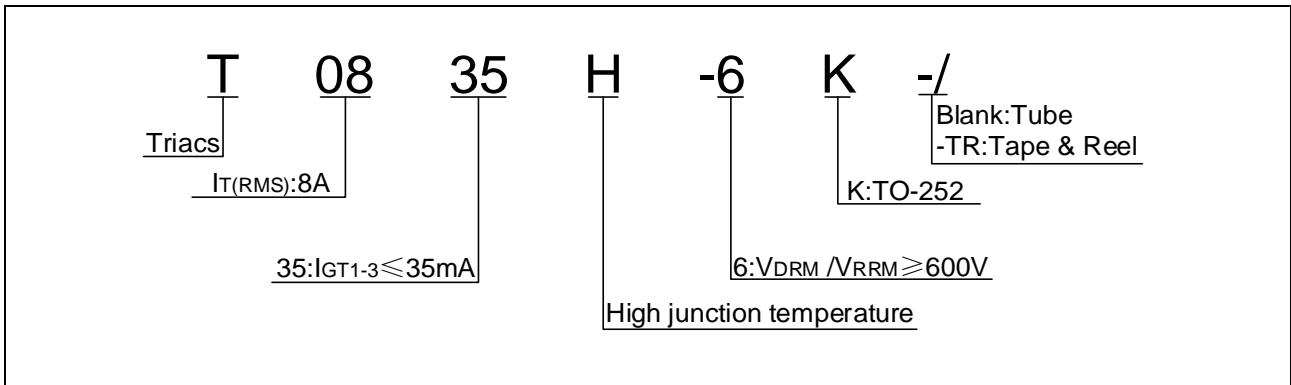 T 08 35 H -6 K -/
Blank:Tube
-TR:Tape & Reel
Triacs
IT(RMS):8A
K:TO-252
35:IGT1-3≤35mA
6:VDRM /VRRM≥600V
High junction temperature